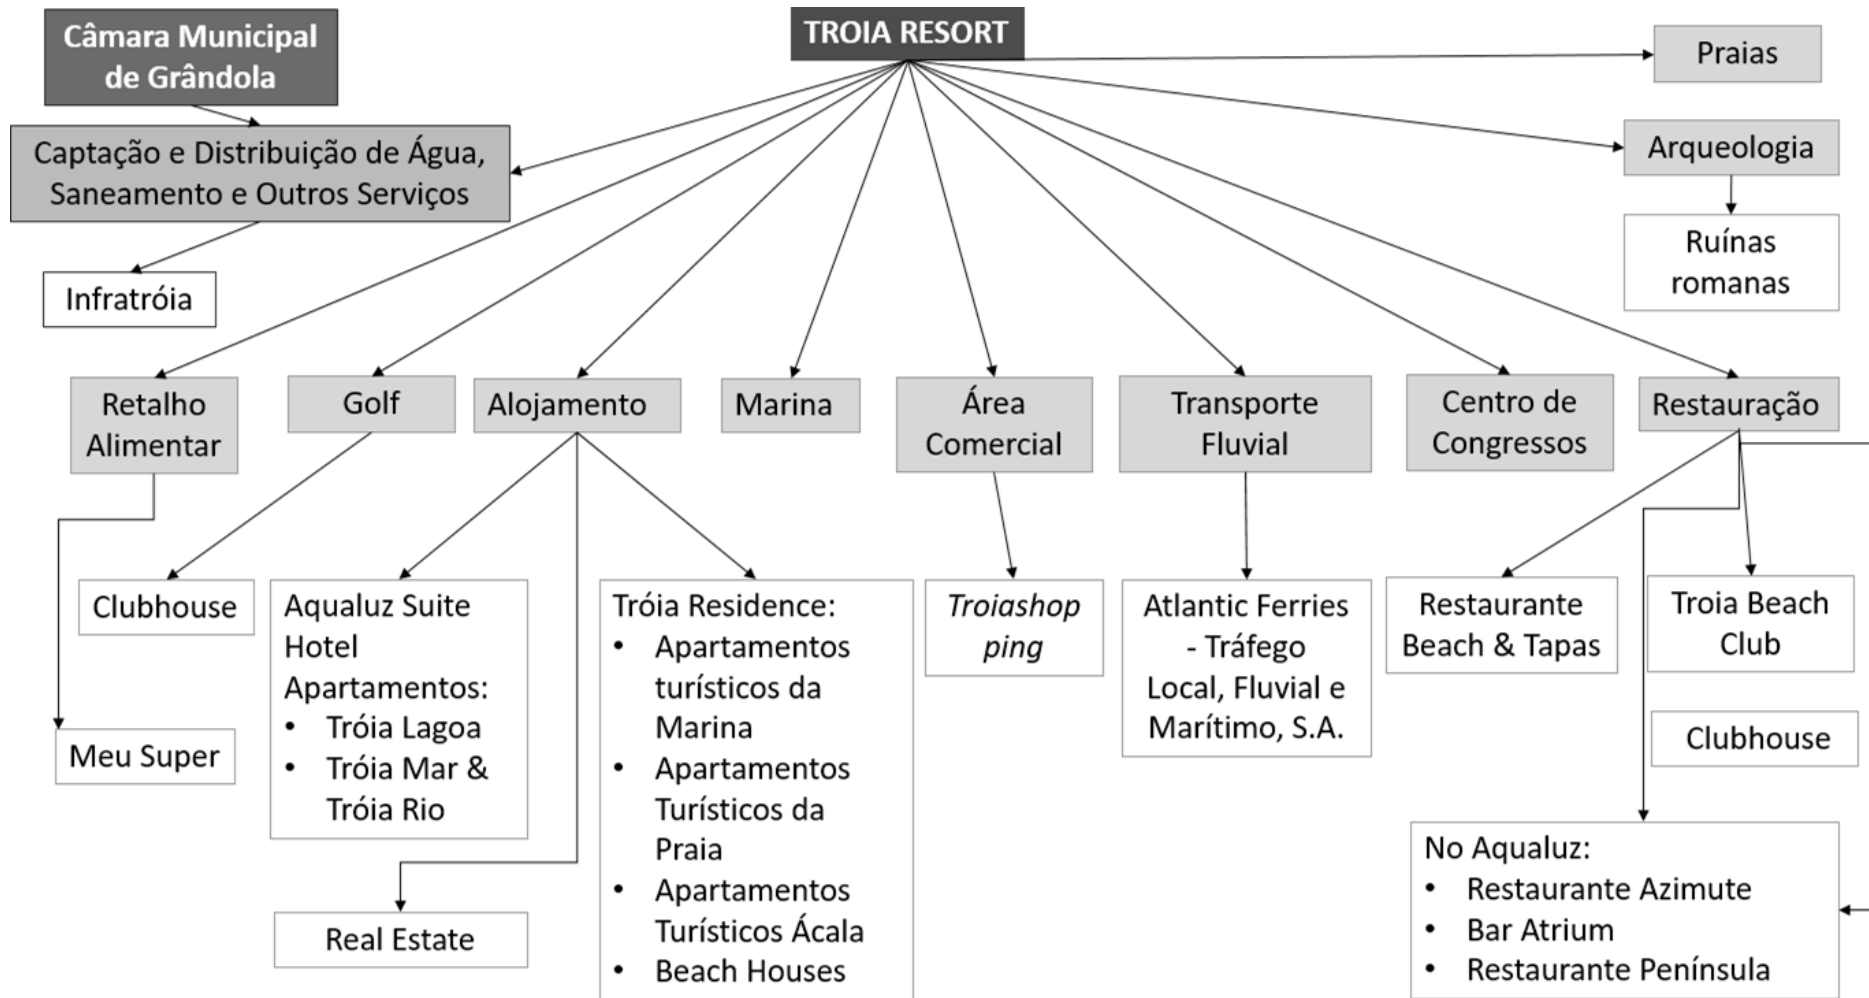 Câmara Municipal
de Grândola
TROIA RESORT
Praias
Captação e Distribuição de Água,
Saneamento e Outros Serviços
Arqueologia
Infratróia
Ruínas
romanas
Retalho
Alimentar
Golf
Alojamento
Marina
Área
Comercial
Transporte
Fluvial
Centro de
Congressos
Restauração
Clubhouse
Meu Super
Aqualuz Suite
Hotel
Apartamentos:
• Tróia Lagoa
• Tróia Mar &
Tróia Rio
Real Estate
Tróia Residence:
• Apartamentos
turísticos da
Marina
• Apartamentos
Turísticos da
Praia
• Apartamentos
Turísticos Ácala
• Beach Houses
Troiashop
ping
Atlantic Ferries
- Tráfego
Local, Fluvial e
Marítimo, S.A.
Restaurante
Beach & Tapas
Troia Beach
Club
Clubhouse
No Aqualuz:
• Restaurante Azimute
• Bar Atrium
• Restaurante Península